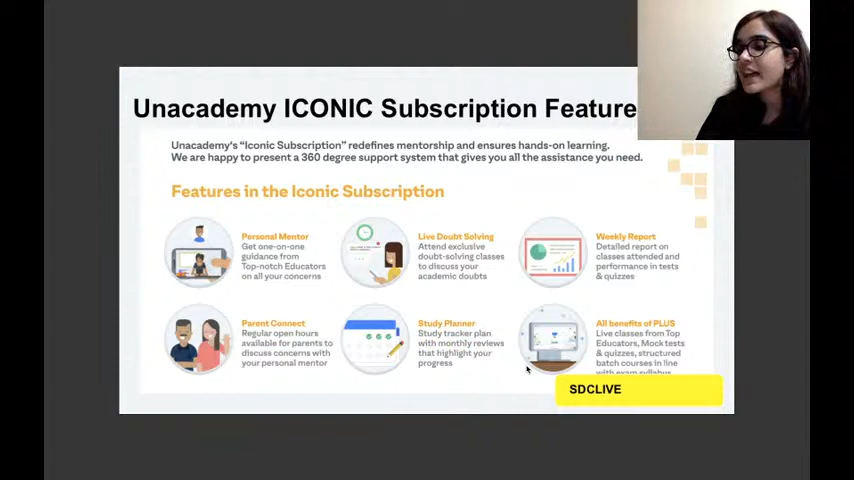 Unacademy ICONIC Subscription Feature
Unacademy's "Iconic Subscription" redefines mentorship and ensures hands-on learning.
We are happy to present a 360 degree support system that gives you all the assistance you need.
Features in the Iconic Subscription
Personal Mentor
Get one-on-one
guidance from
Top-notch Educators
on all your concerns
Live Doubt Solving
Attend exclusive
doubt-solving classes
to discuss your
academic doubts
Weekly Report
Detailed report on
classes attended and
performance in tests
& quizzes
Parent Connect
Regular open hours
available for parents to
discuss concerns with
your personal mentor
Study Planner
Study tracker plan
with monthly reviews
that highlight your
progress
All benefits of PLUS
Live classes from Top
Educators, Mock tests
& quizzes, structured
batch courses in line
with exam syllabus
SDCLIVE